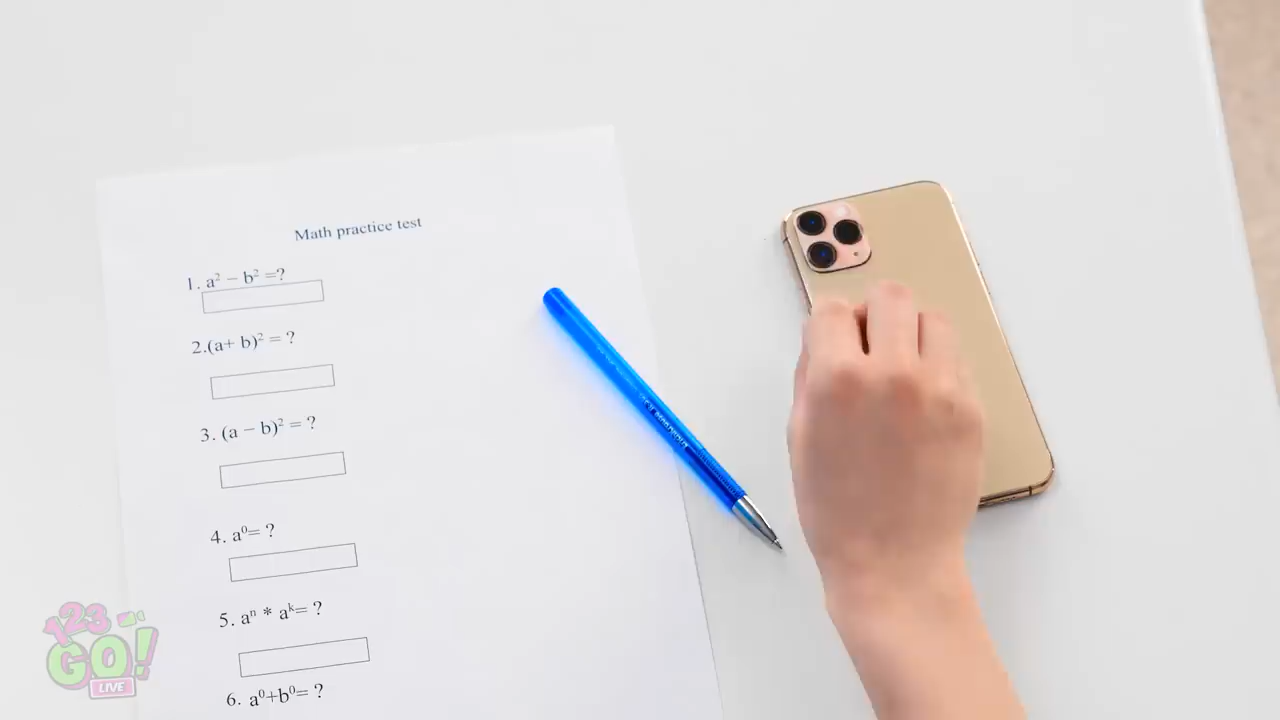 Math practice test
1. a² − b² =?
2.(a+ b)² = ?
3. (a − b)² = ?
4. a⁰= ?
5. aⁿ * aᵏ= ?
6. a⁰+b⁰= ?
123
GO!
LIVE